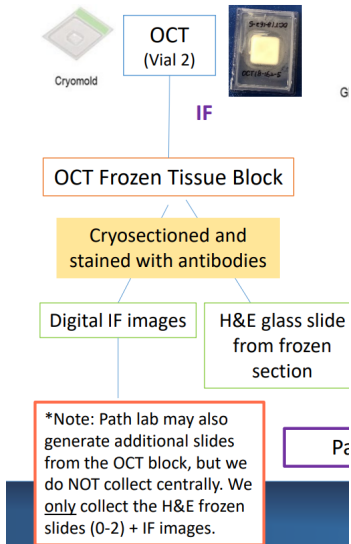 OCT
(Vial 2)
Cryomold
G
IF
OCT Frozen Tissue Block
Cryosectioned and
stained with antibodies
Digital IF images
H&E glass slide
from frozen
section
*Note: Path lab may also
generate additional slides
from the OCT block, but we
do NOT collect centrally. We
only collect the H&E frozen
slides (0-2) + IF images.
Pa